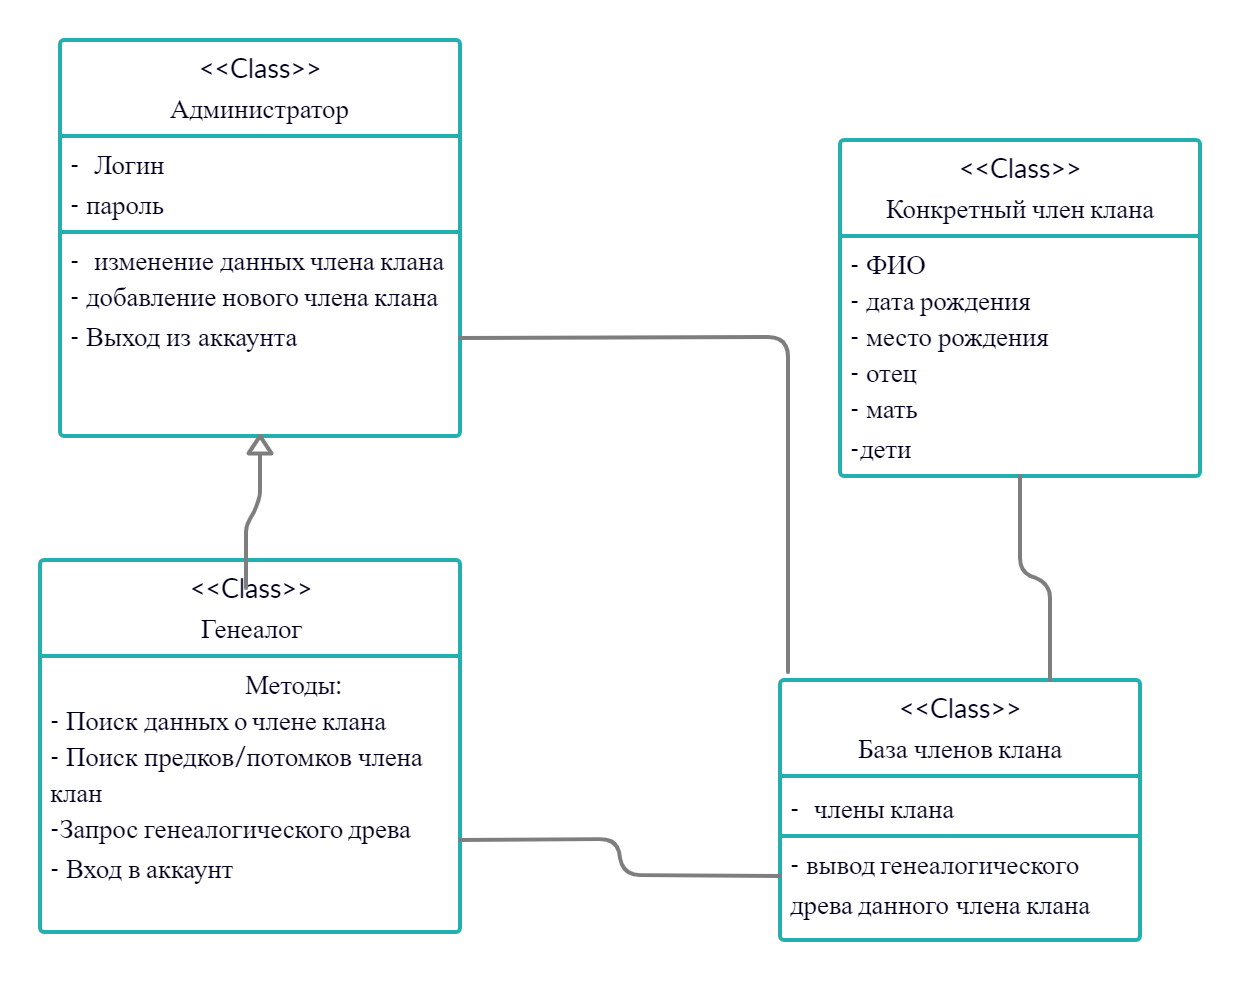 <<Class>>
Администратор
- Логин
- пароль
- изменение данных члена клана
- добавление нового члена клана
- Выход из аккаунта
<<Class>>
Конкретный член клана
- ФИО
- дата рождения
- место рождения
- отец
- мать
-дети
<<Class>>
Генеалог
Методы:
- Поиск данных о члене клана
- Поиск предков/потомков члена
клан
-Запрос генеалогического древа
- Вход в аккаунт
<<Class>>
База членов клана
- члены клана
- вывод генеалогического
древа данного члена клана